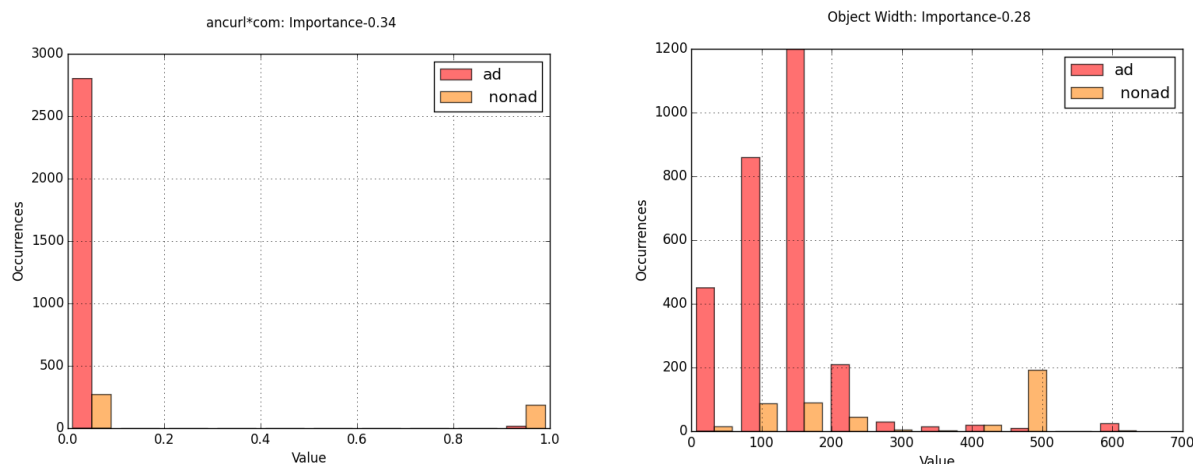 ancurl*com: Importance-0.34
3000
2500
2000
1500
1000
500
0
Occurrences
ad
nonad
0.0 0.2 0.4 0.6 0.8 1.0
Value
Object Width: Importance-0.28
1200
1000
800
600
400
200
0
Occurrences
ad
nonad
0 100 200 300 400 500 600 700
Value